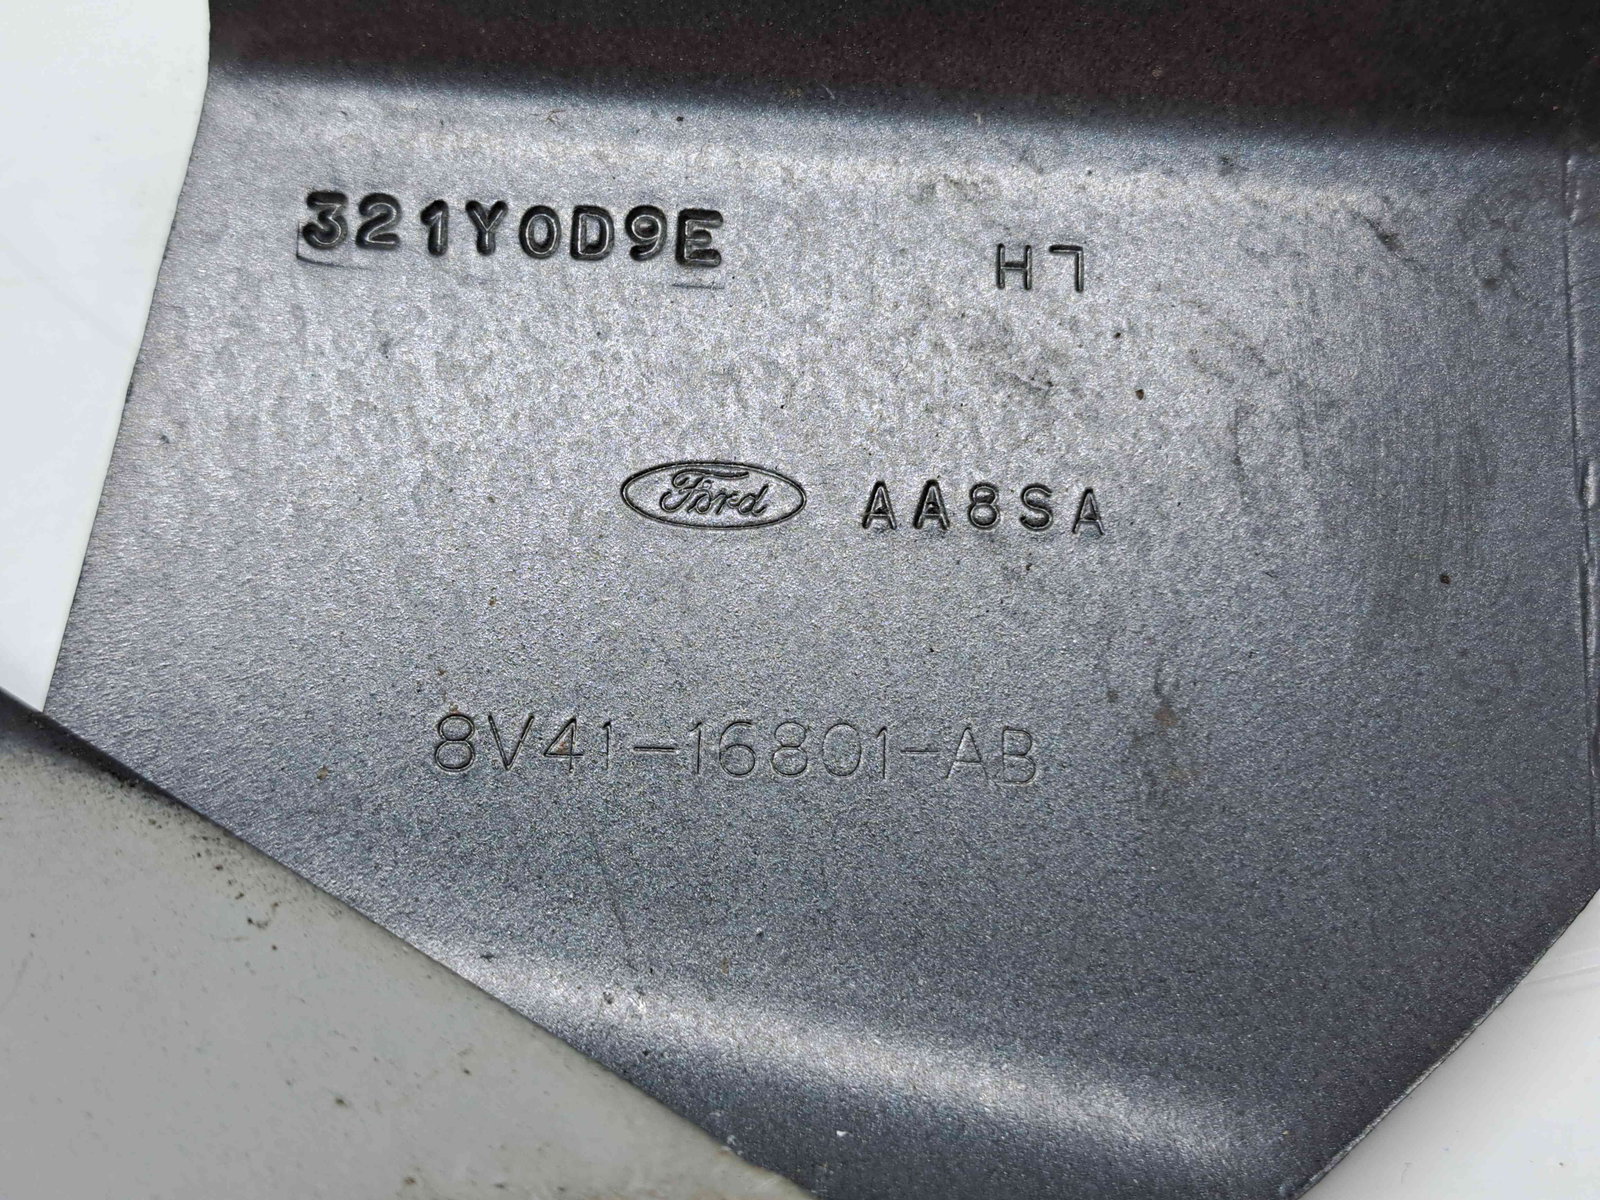 321Y0D9E
LH
Ford AA8SA
8V41-16801-AB